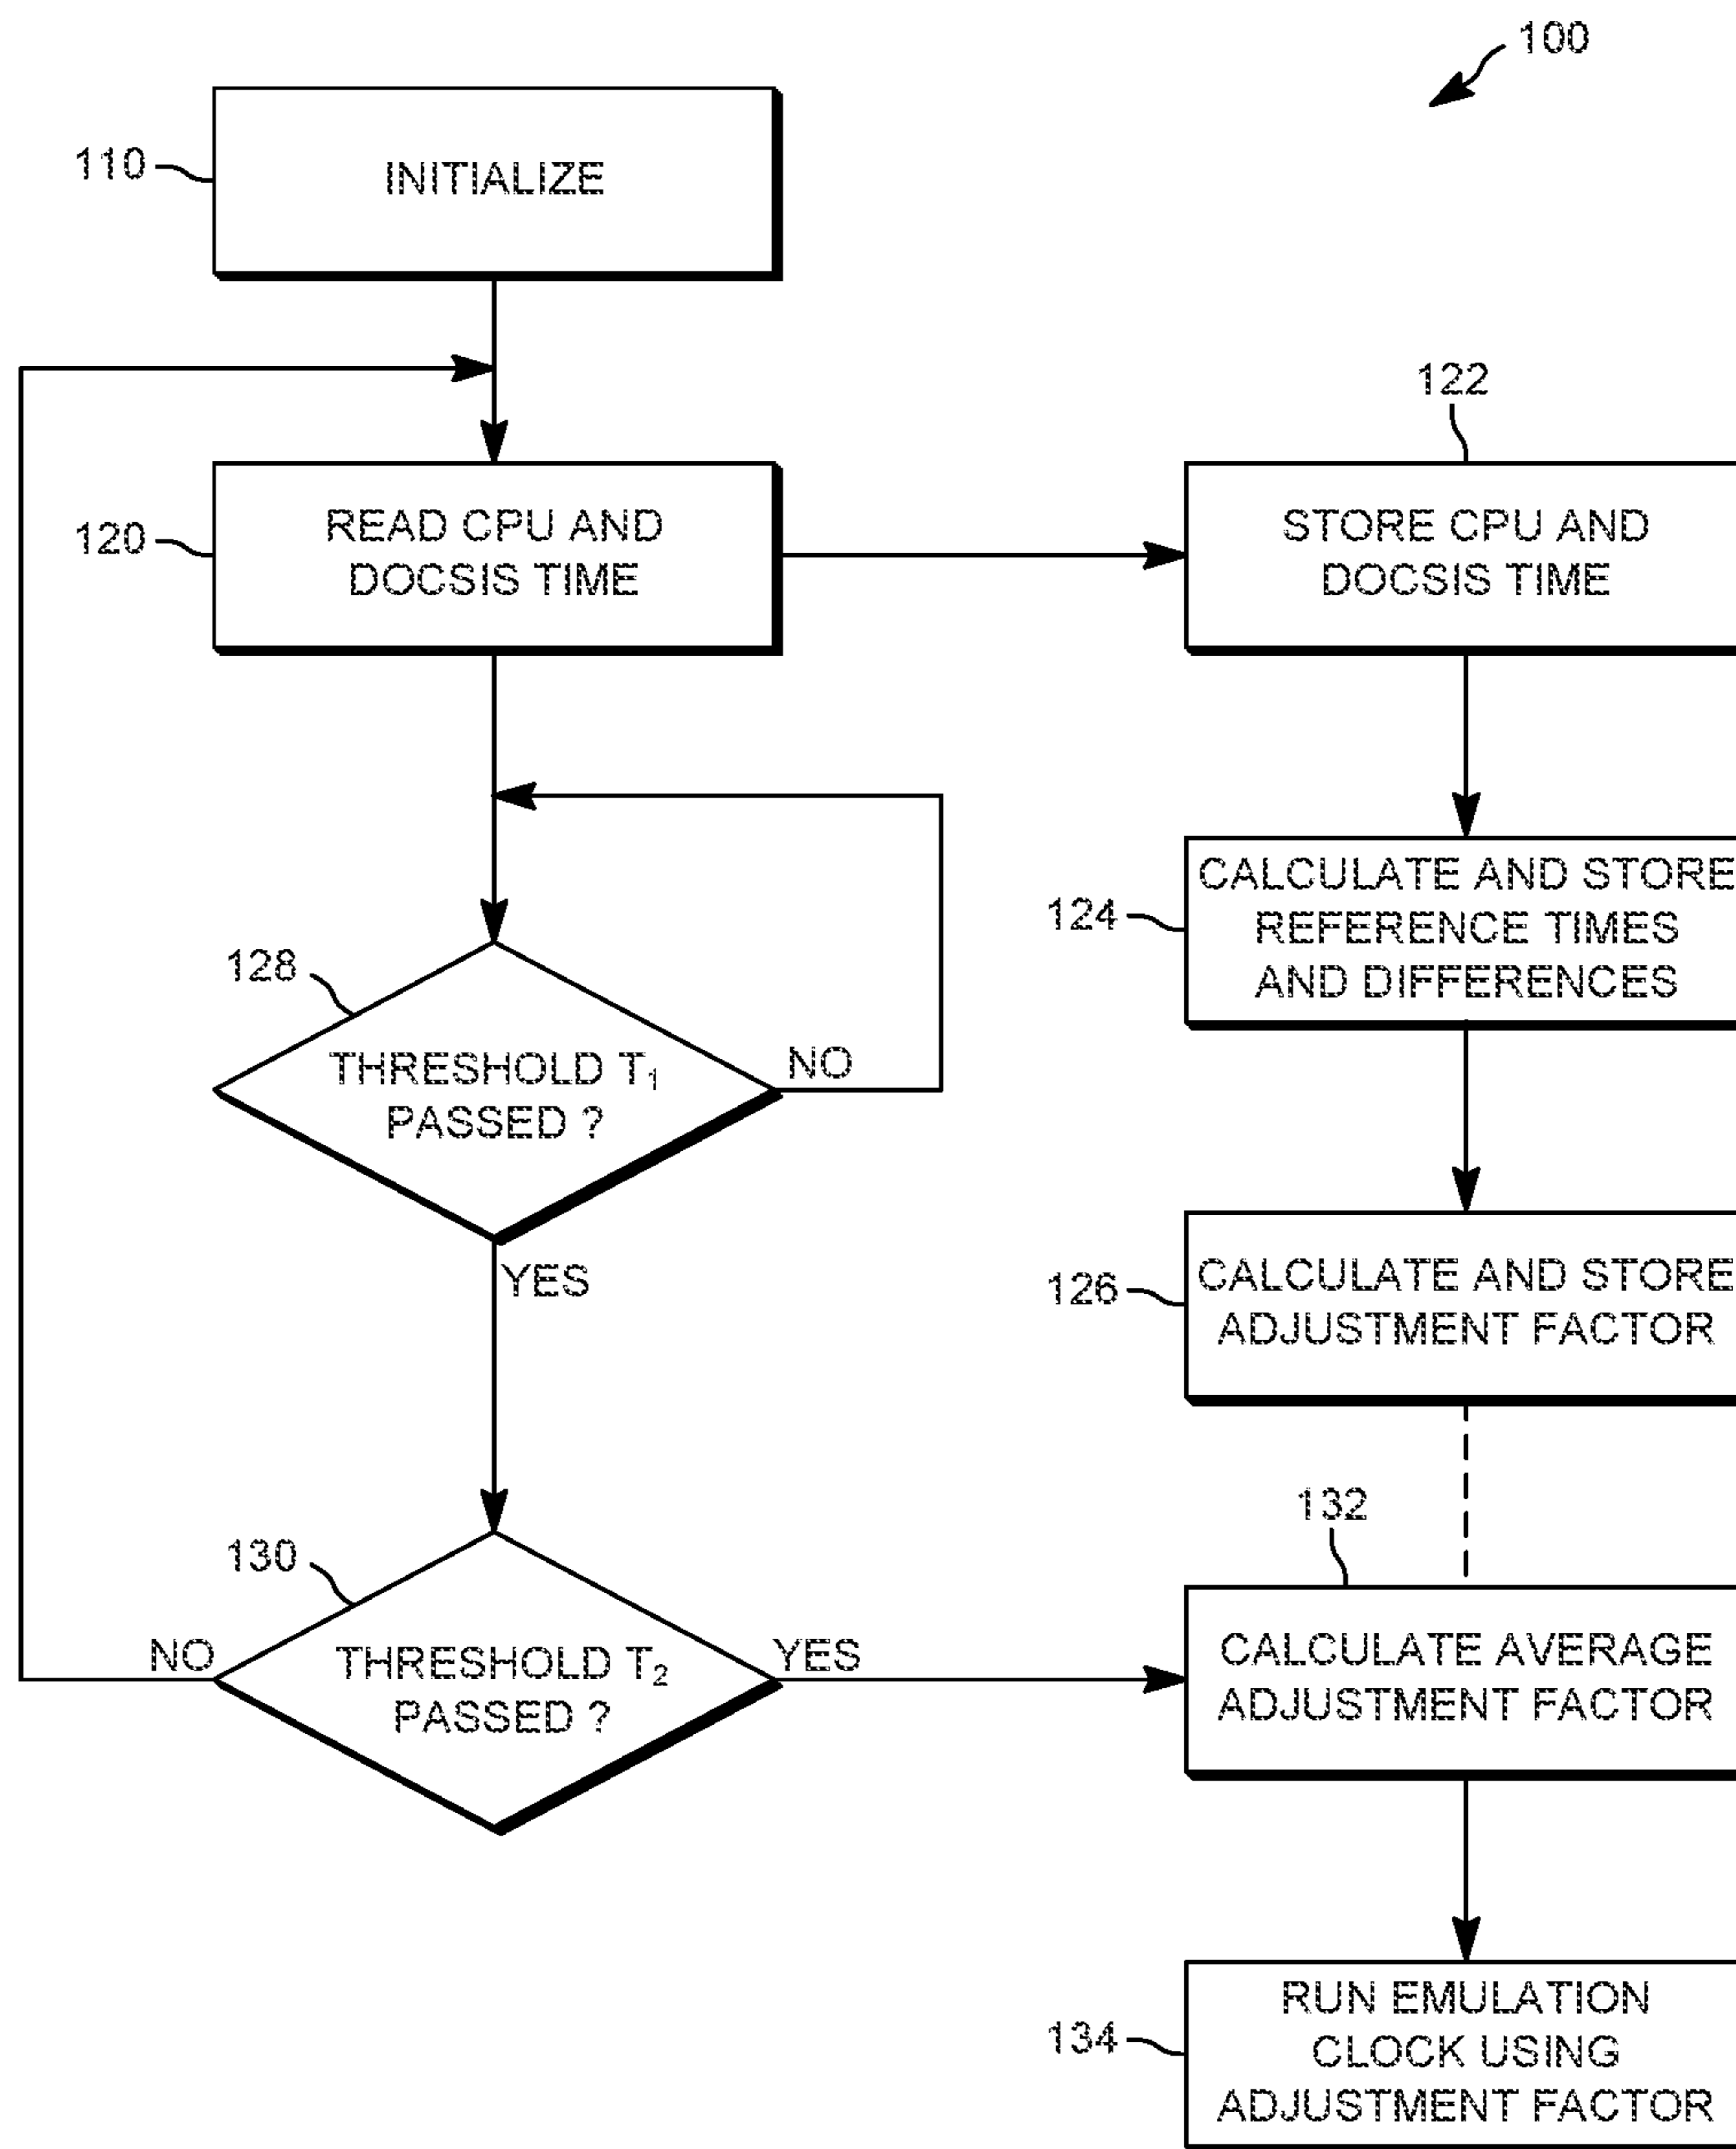 100
110
INITIALIZE
122
120
READ CPU AND
DOCSIS TIME
STORE CPU AND
DOCSIS TIME
124
CALCULATE AND STORE
REFERENCE TIMES
AND DIFFERENCES
128
THRESHOLD T₁
PASSED ?
NO
YES
126
CALCULATE AND STORE
ADJUSTMENT FACTOR
132
130
NO
THRESHOLD T₂
PASSED ?
YES
CALCULATE AVERAGE
ADJUSTMENT FACTOR
134
RUN EMULATION
CLOCK USING
ADJUSTMENT FACTOR